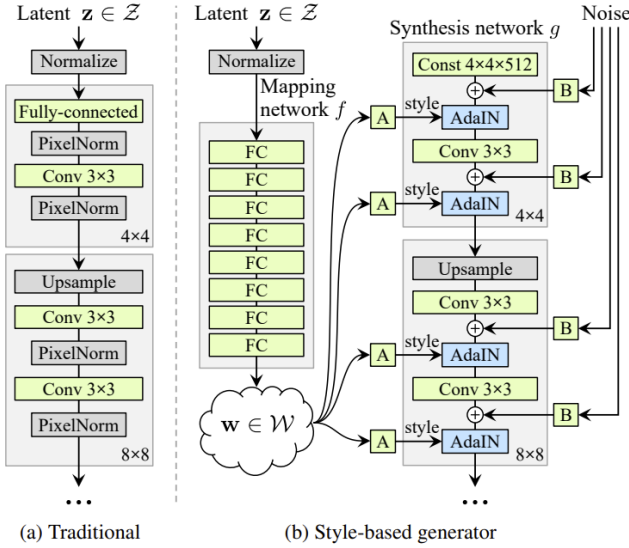 Latent z ∈ 𝒵
Normalize
Fully-connected
PixelNorm
Conv 3×3
PixelNorm
4×4
Upsample
Conv 3×3
PixelNorm
Conv 3×3
PixelNorm
8×8
...
(a) Traditional
Latent z ∈ 𝒵
Normalize
Mapping
network f
FC
FC
FC
FC
FC
FC
FC
FC
w ∈ 𝒲
A
style
A
style
A
style
A
style
Synthesis network g
Const 4×4×512
+
AdaIN
Conv 3×3
+
AdaIN
4×4
Upsample
Conv 3×3
+
AdaIN
Conv 3×3
+
AdaIN
8×8
...
Noise
B
B
B
B
(b) Style-based generator